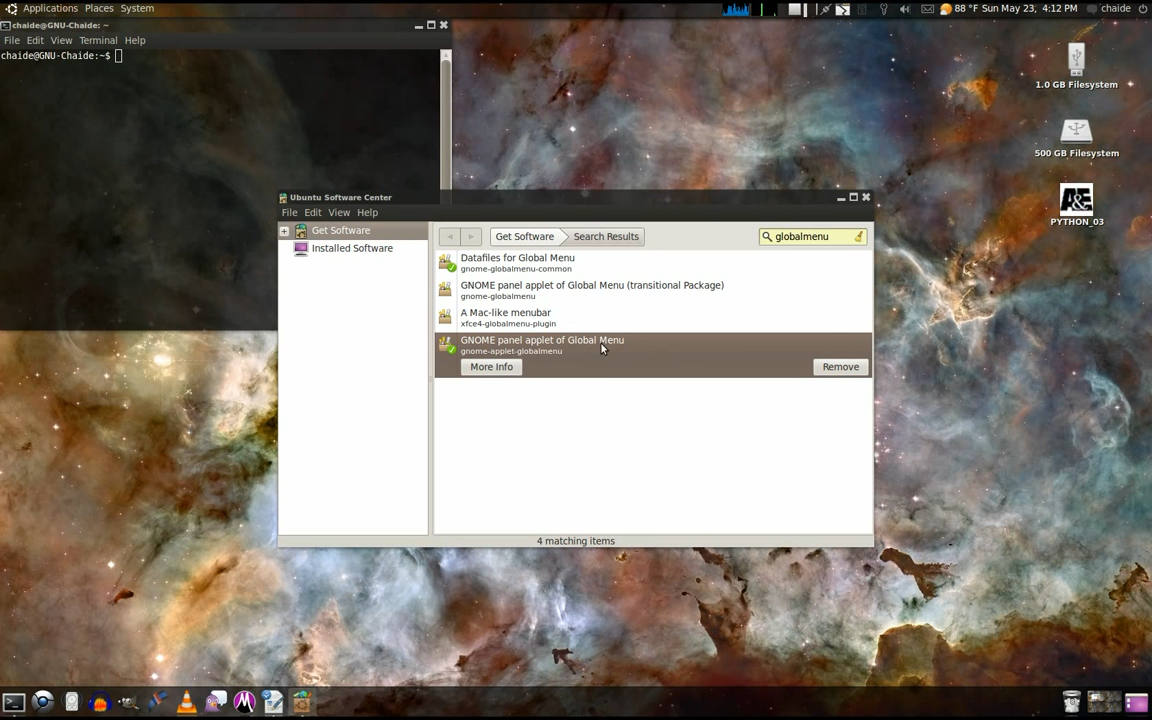 Applications Places System
88 °F Sun May 23, 4:12 PM chaide
chaide@GNU-Chaide: ~
File Edit View Terminal Help
chaide@GNU-Chaide:~$
1.0 GB Filesystem
500 GB Filesystem
A&E
PYTHON_03
Ubuntu Software Center
File Edit View Help
Get Software
Installed Software
Get Software Search Results globalmenu
Datafiles for Global Menu
gnome-globalmenu-common
GNOME panel applet of Global Menu (transitional Package)
gnome-globalmenu
A Mac-like menubar
xfce4-globalmenu-plugin
GNOME panel applet of Global Menu
gnome-applet-globalmenu
More Info Remove
4 matching items